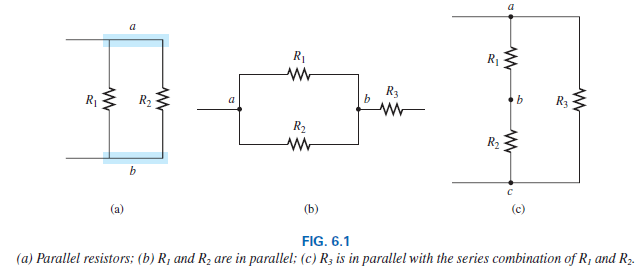 a
R₁
R₂
b
(a)
R₁
a
b
R₃
R₂
(b)
a
R₁
b
R₃
R₂
c
(c)
FIG. 6.1
(a) Parallel resistors; (b) R₁ and R₂ are in parallel; (c) R₃ is in parallel with the series combination of R₁ and R₂.